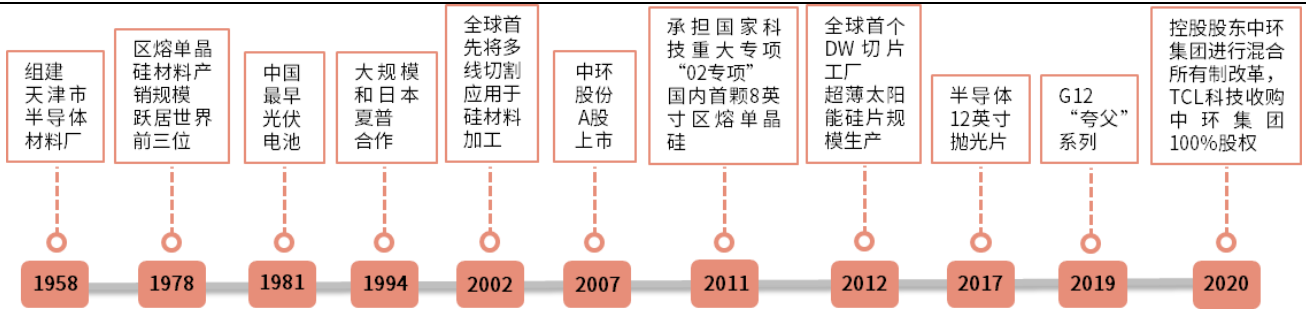 组建
天津市
半导体
材料厂
区熔单晶
硅材料产
销规模
跃居世界
前三位
中国
最早
光伏
电池
大规模
和日本
夏普
合作
全球首
先将多
线切割
应用于
硅材料
加工
中环
股份
A股
上市
承担国家科
技重大专项
“02专项”
国内首颗8英
寸区熔单晶
硅
全球首个
DW切片
工厂
超薄太阳
能硅片规
模生产
半导体
12英寸
抛光片
G12
“夸父”
系列
控股股东中环
集团进行混合
所有制改革，
TCL科技收购
中环集团
100%股权
1958
1978
1981
1994
2002
2007
2011
2012
2017
2019
2020